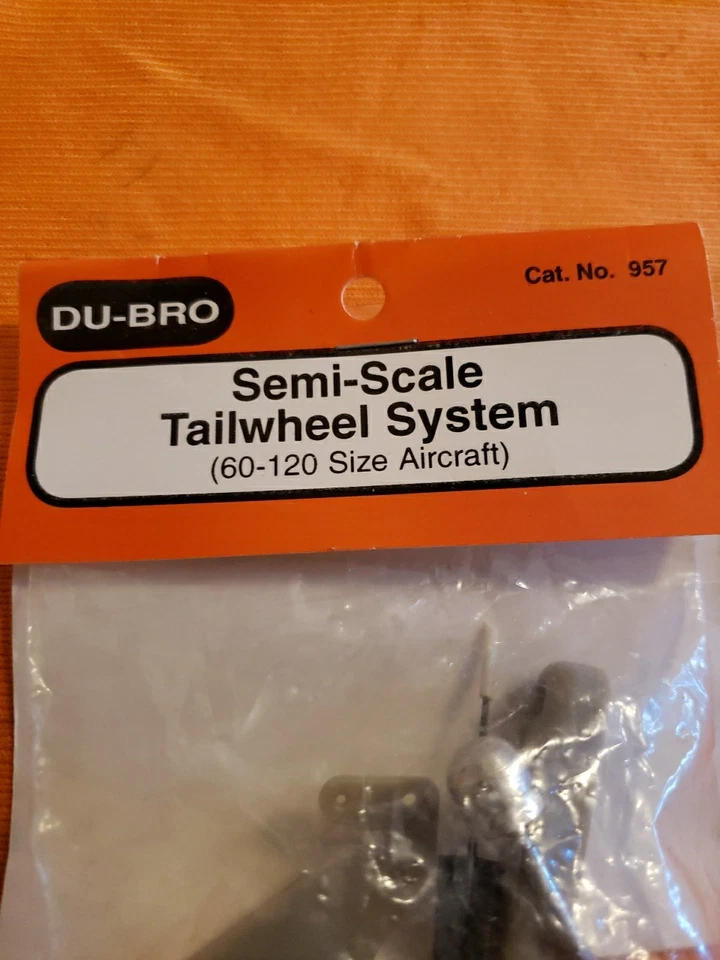 DU-BRO
Cat. No. 957
Semi-Scale
Tailwheel System
(60-120 Size Aircraft)